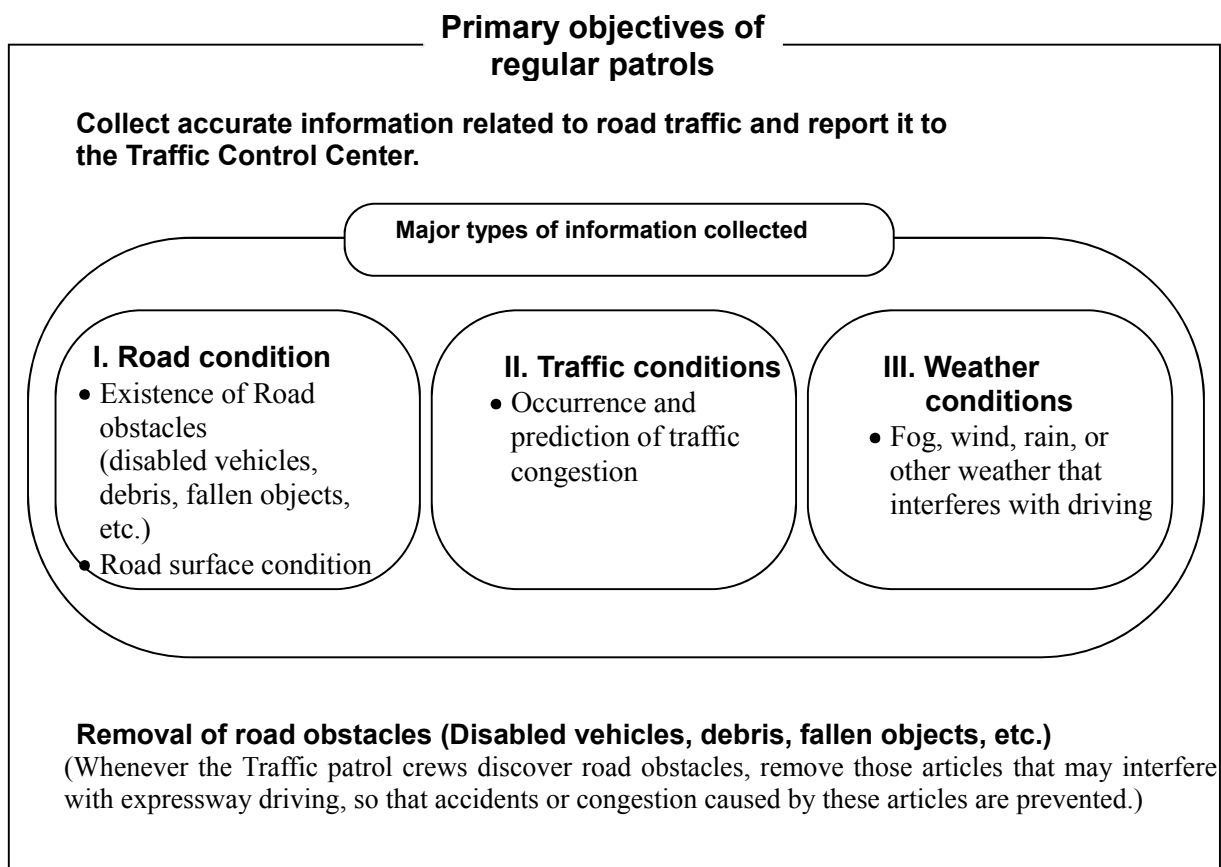 Primary objectives of
regular patrols
Collect accurate information related to road traffic and report it to
the Traffic Control Center.
Major types of information collected
I. Road condition
• Existence of Road
obstacles
(disabled vehicles,
debris, fallen objects,
etc.)
• Road surface condition
II. Traffic conditions
• Occurrence and
prediction of traffic
congestion
III. Weather
conditions
• Fog, wind, rain, or
other weather that
interferes with driving
Removal of road obstacles (Disabled vehicles, debris, fallen objects, etc.)
(Whenever the Traffic patrol crews discover road obstacles, remove those articles that may interfere
with expressway driving, so that accidents or congestion caused by these articles are prevented.)